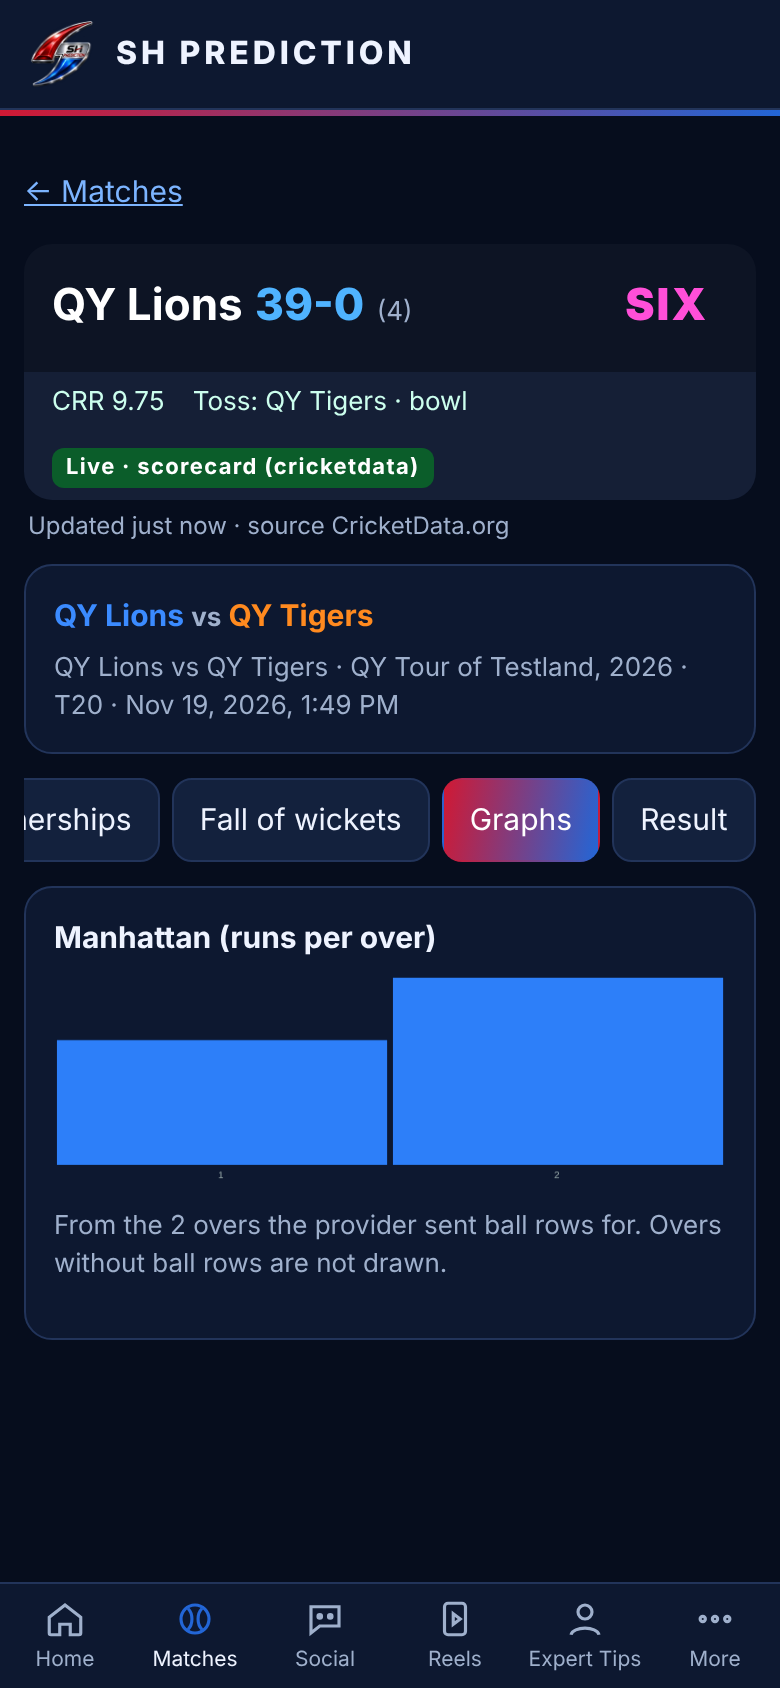 SH PREDICTION
← Matches
QY Lions 39-0 (4) SIX
CRR 9.75 Toss: QY Tigers · bowl
Live · scorecard (cricketdata)
Updated just now · source CricketData.org
QY Lions vs QY Tigers
QY Lions vs QY Tigers · QY Tour of Testland, 2026 ·
T20 · Nov 19, 2026, 1:49 PM
nerships Fall of wickets Graphs Result
Manhattan (runs per over)
1 2
From the 2 overs the provider sent ball rows for. Overs
without ball rows are not drawn.
Home Matches Social Reels Expert Tips More